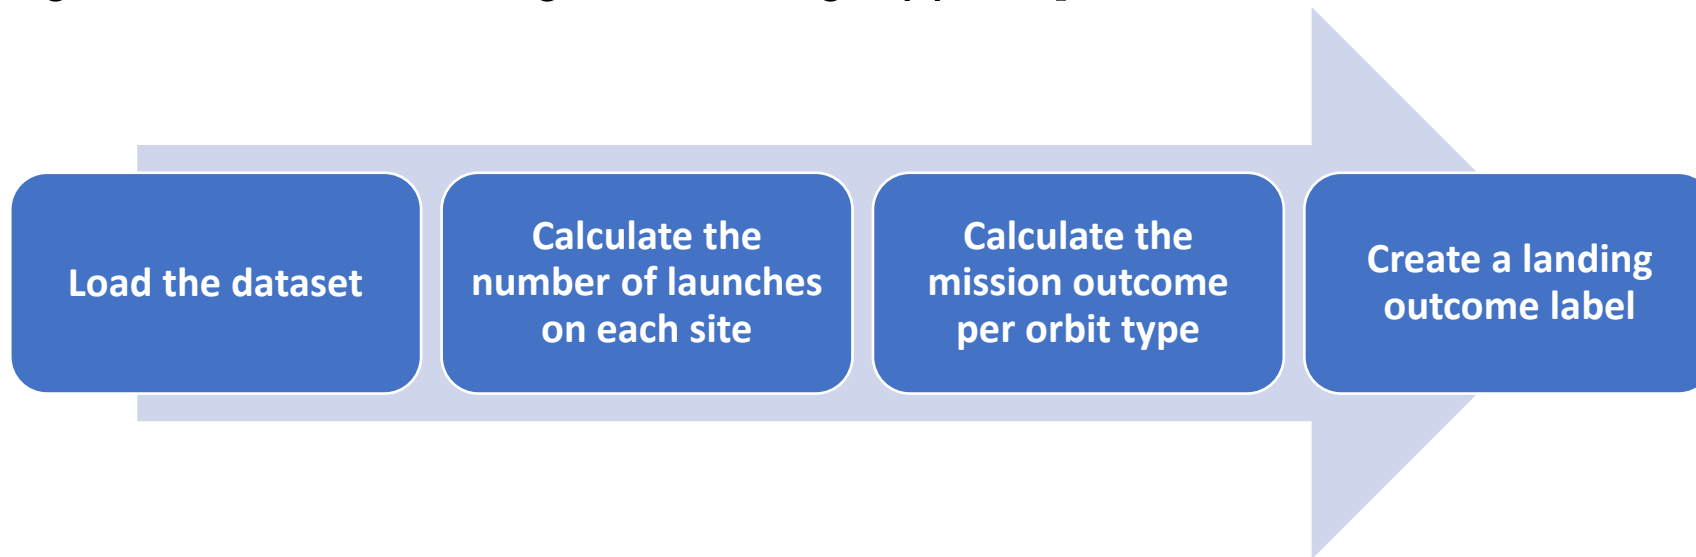 Load the dataset
Calculate the
number of launches
on each site
Calculate the
mission outcome
per orbit type
Create a landing
outcome label